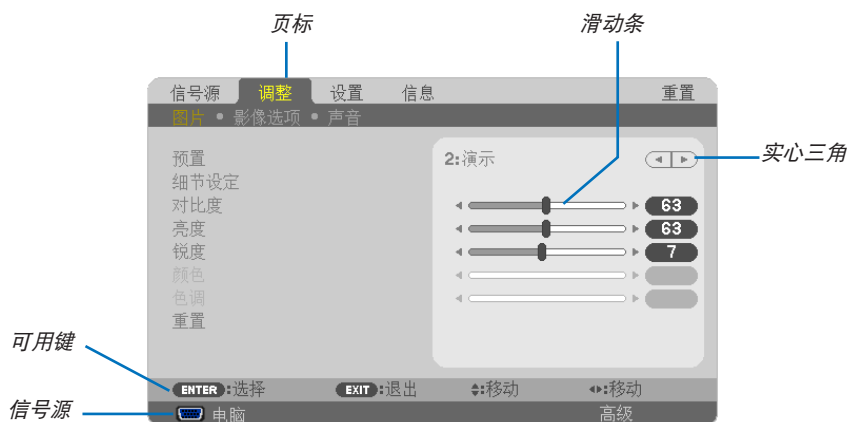 页标 滑动条
信号源 调整 设置 信息 重置
图片 • 影像选项 • 声音
预置 2:演示 实心三角
细节设定
对比度 63
亮度 63
锐度 7
颜色
色调
重置
可用键
ENTER:选择 EXIT:退出 :移动 :移动
信号源 电脑 高级